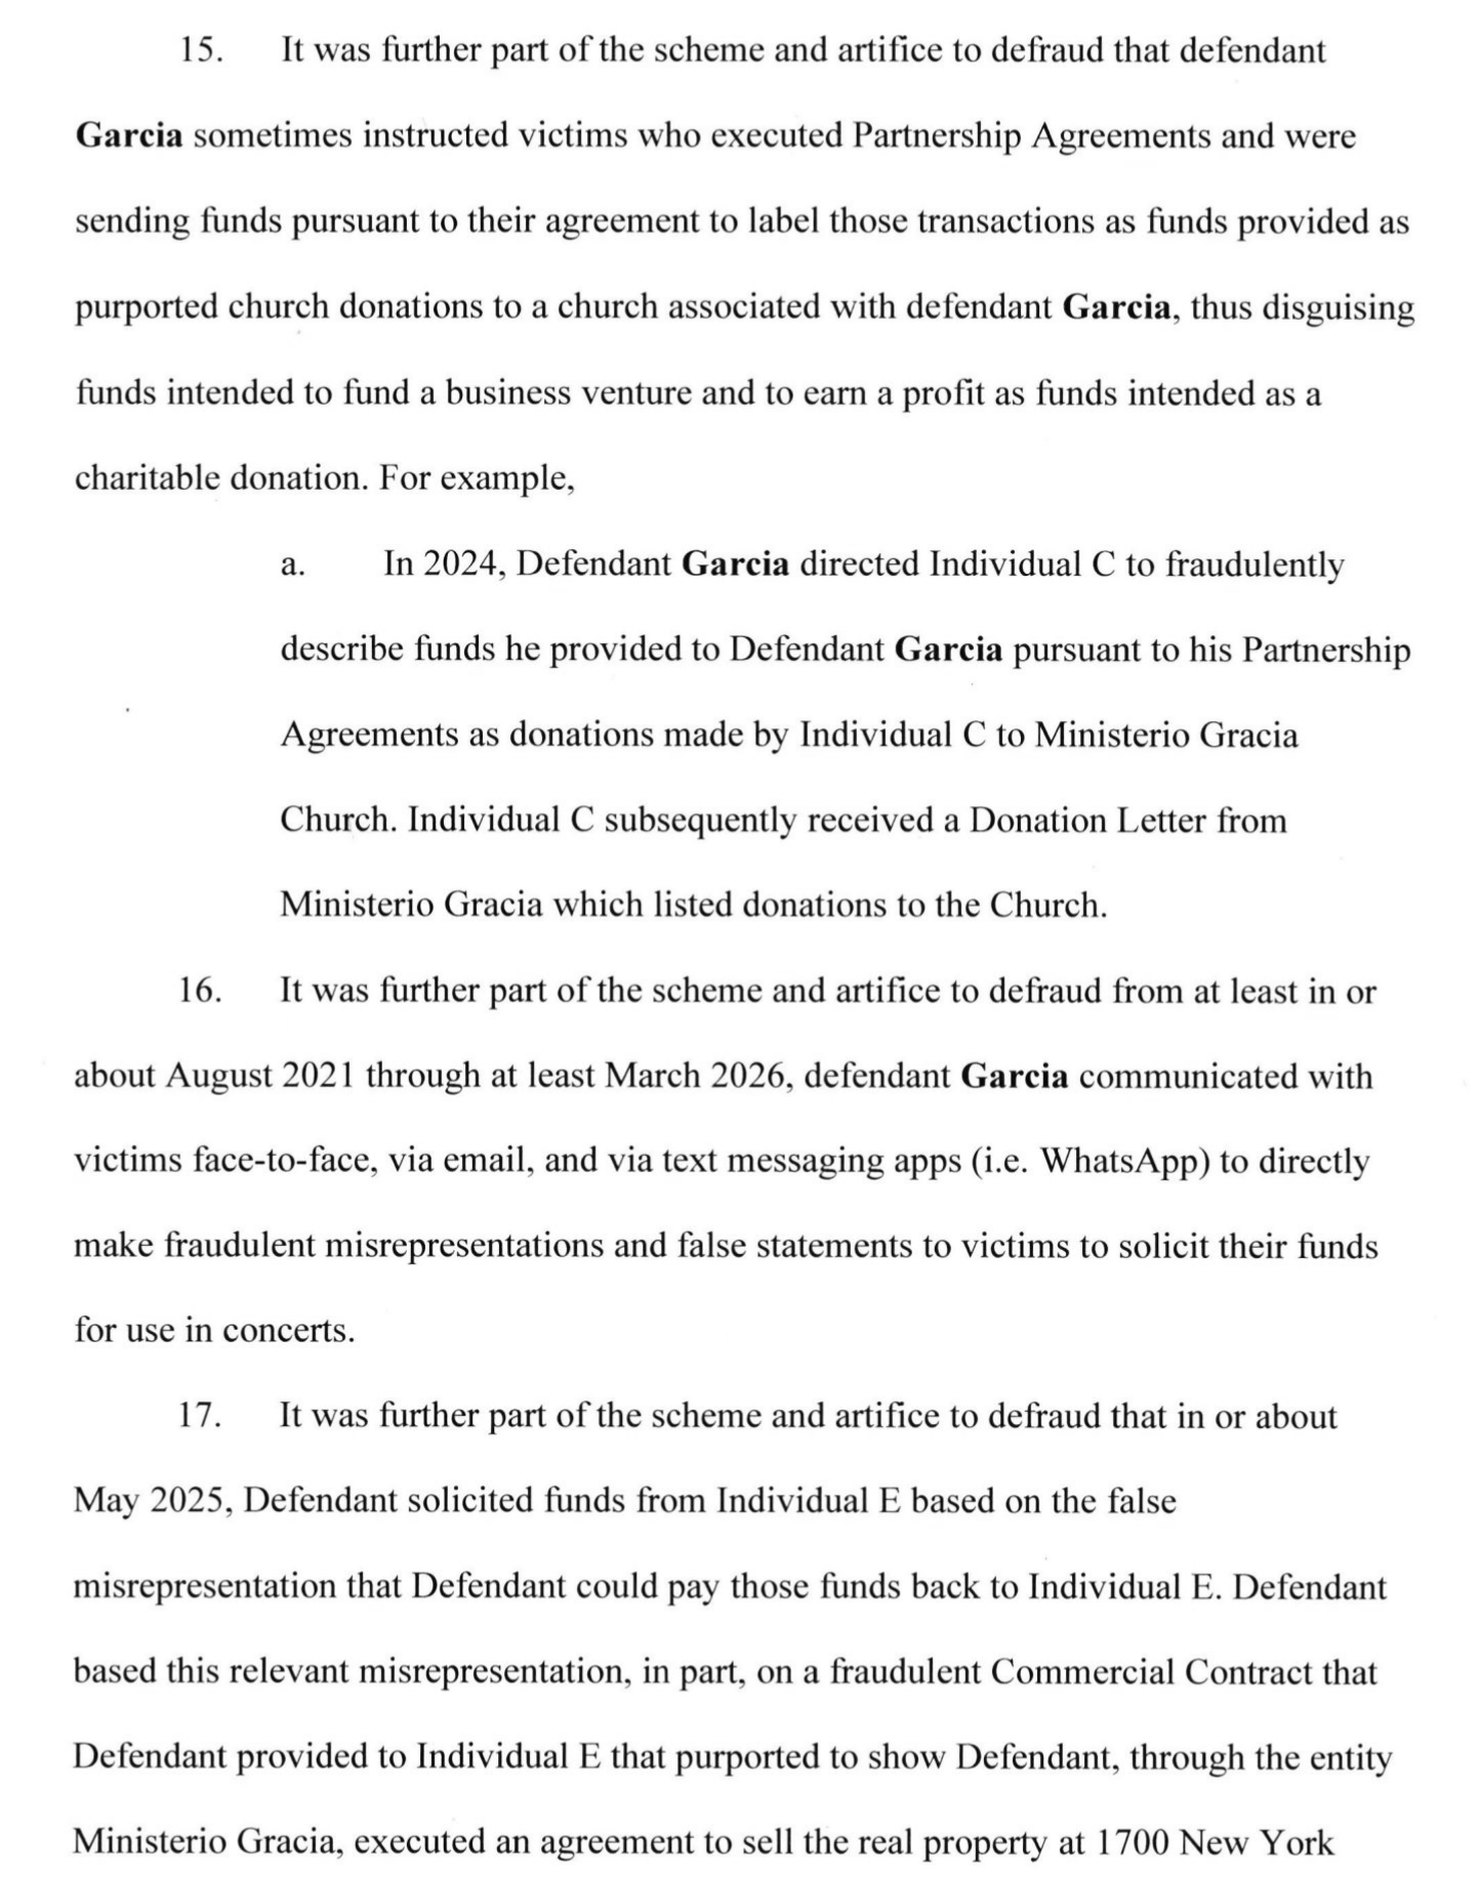 15. It was further part of the scheme and artifice to defraud that defendant
Garcia sometimes instructed victims who executed Partnership Agreements and were
sending funds pursuant to their agreement to label those transactions as funds provided as
purported church donations to a church associated with defendant Garcia, thus disguising
funds intended to fund a business venture and to earn a profit as funds intended as a
charitable donation. For example,
a. In 2024, Defendant Garcia directed Individual C to fraudulently
describe funds he provided to Defendant Garcia pursuant to his Partnership
Agreements as donations made by Individual C to Ministerio Gracia
Church. Individual C subsequently received a Donation Letter from
Ministerio Gracia which listed donations to the Church.
16. It was further part of the scheme and artifice to defraud from at least in or
about August 2021 through at least March 2026, defendant Garcia communicated with
victims face-to-face, via email, and via text messaging apps (i.e. WhatsApp) to directly
make fraudulent misrepresentations and false statements to victims to solicit their funds
for use in concerts.
17. It was further part of the scheme and artifice to defraud that in or about
May 2025, Defendant solicited funds from Individual E based on the false
misrepresentation that Defendant could pay those funds back to Individual E. Defendant
based this relevant misrepresentation, in part, on a fraudulent Commercial Contract that
Defendant provided to Individual E that purported to show Defendant, through the entity
Ministerio Gracia, executed an agreement to sell the real property at 1700 New York